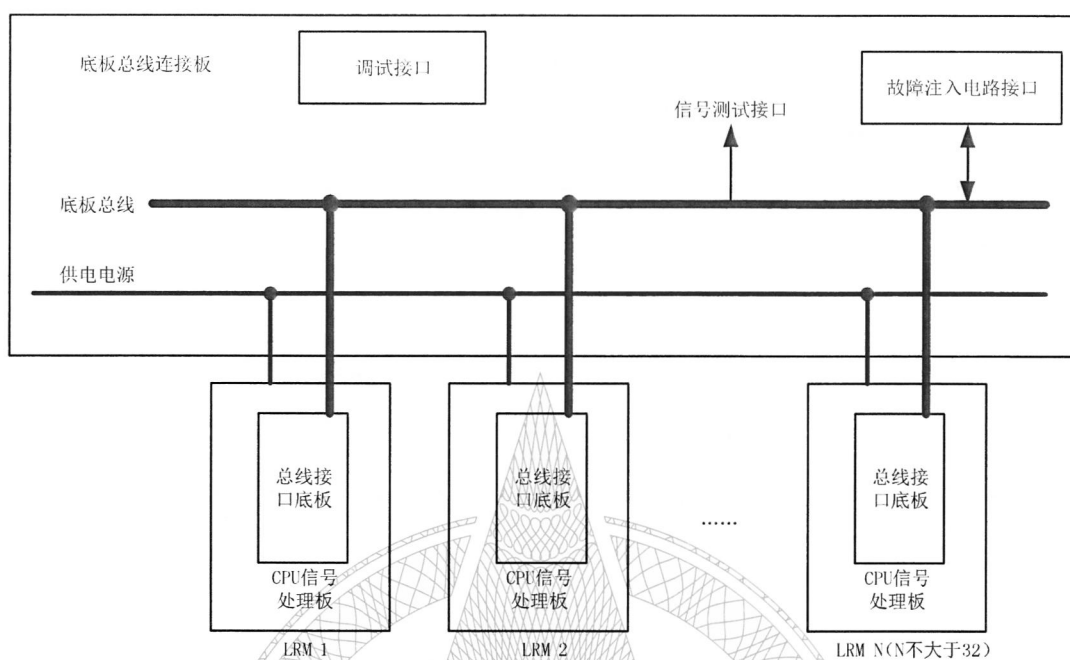 底板总线连接板
调试接口
故障注入电路接口
信号测试接口
底板总线
供电电源
总线接
口底板
总线接
口底板
总线接
口底板
……
CPU信号
处理板
CPU信号
处理板
CPU信号
处理板
LRM 1
LRM 2
LRM N(N不大于32)